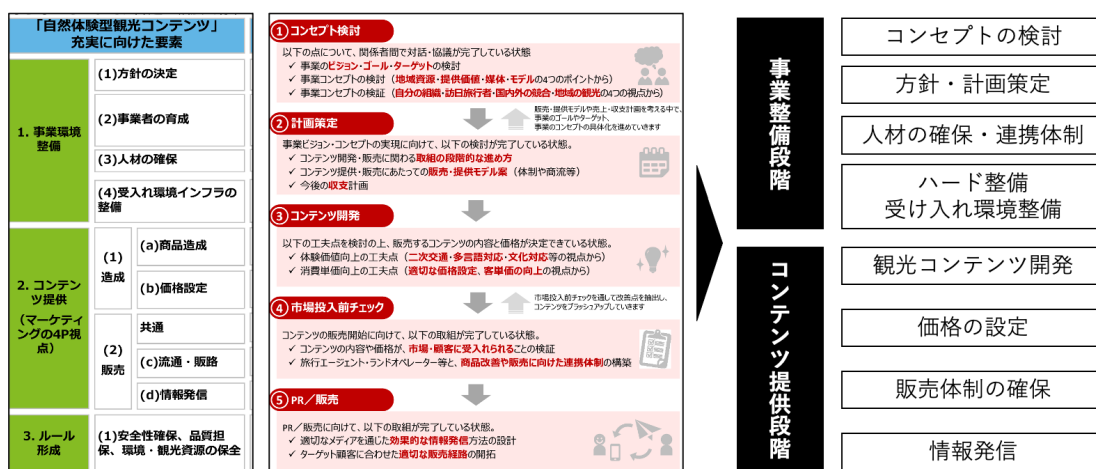 「自然体験型観光コンテンツ」
充実に向けた要素
1. 事業環境
整備
(1)方針の決定
(2)事業者の育成
(3)人材の確保
(4)受入れ環境インフラの
整備
2. コンテン
ツ提供
(マーケティ
ングの4P視
点)
(1)
造成
(a)商品造成
(b)価格設定
(2)
販売
共通
(c)流通・販路
(d)情報発信
3. ルール
形成
(1)安全性確保、品質担
保、環境・観光資源の保全
①コンセプト検討
以下の点について、関係者間で対話・協議が完了している状態
✓ 事業のビジョン・ゴール・ターゲットの検討
✓ 事業コンセプトの検討（地域資源・提供価値・媒体・モデルの4つのポイントから）
✓ 事業コンセプトの検証（自分の組織・訪日旅行者・国内外の競合・地域の観光の4つの視点から）
販売・提供モデルや売上・収支計画を考える中で、
事業のゴールやターゲット、
事業のコンセプトの具体化を進めていきます
②計画策定
事業ビジョン・コンセプトの実現に向けて、以下の検討が完了している状態。
✓ コンテンツ開発・販売に関わる取組の段階的な進め方
✓ コンテンツ提供・販売にあたっての販売・提供モデル案（体制や商流等）
✓ 今後の収支計画
③コンテンツ開発
以下の工夫点を検討の上、販売するコンテンツの内容と価格が決定できている状態。
✓ 体験価値向上の工夫点（二次交通・多言語対応・文化対応等の視点から）
✓ 消費単価向上の工夫点（適切な価格設定、客単価の向上の視点から）
市場投入前チェックを通して改善点を抽出し、
コンテンツをブラッシュアップしていきます
④市場投入前チェック
コンテンツの販売開始に向けて、以下の取組が完了している状態。
✓ コンテンツの内容や価格が、市場・顧客に受入れられることの検証
✓ 旅行エージェント・ランドオペレーター等と、商品改善や販売に向けた連携体制の構築
⑤PR／販売
PR／販売に向けて、以下の取組が完了している状態。
✓ 適切なメディアを通じた効果的な情報発信方法の設計
✓ ターゲット顧客に合わせた適切な販売経路の開拓
事業整備段階
コンセプトの検討
方針・計画策定
人材の確保・連携体制
ハード整備
受け入れ環境整備
コンテンツ提供段階
観光コンテンツ開発
価格の設定
販売体制の確保
情報発信